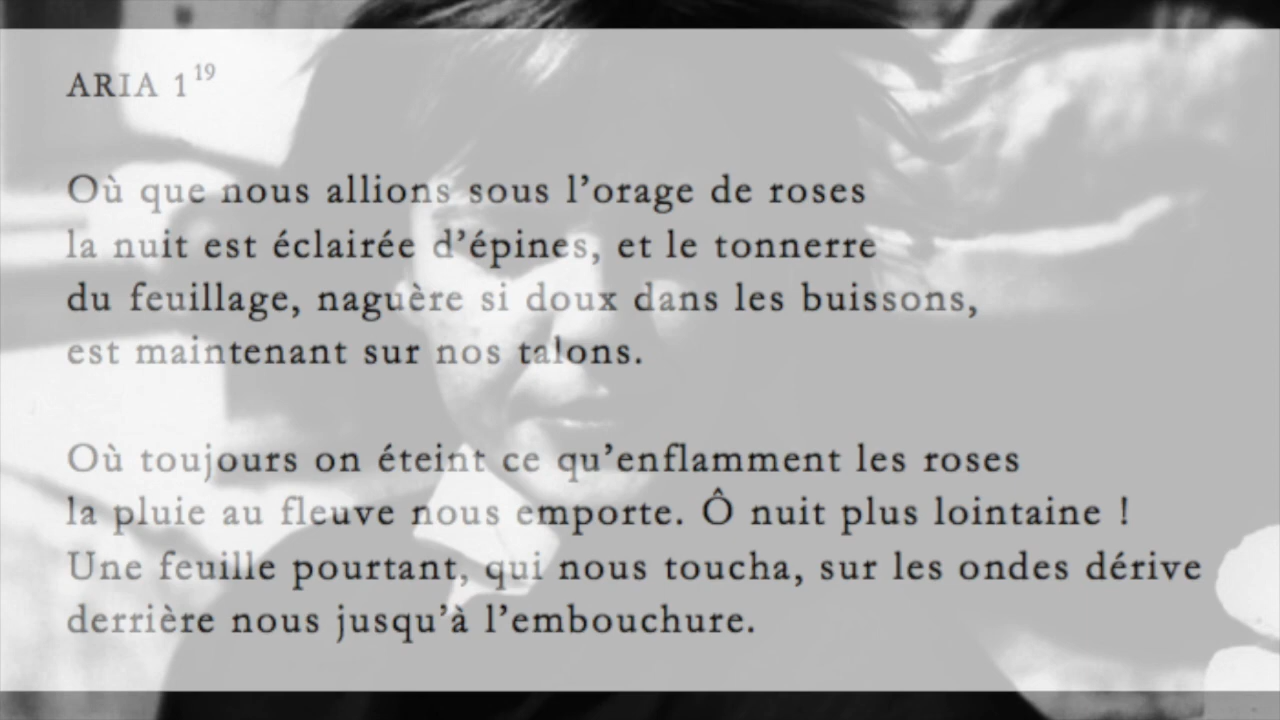 ARIA 1¹⁹
Où que nous allions sous l’orage de roses
la nuit est éclairée d’épines, et le tonnerre
du feuillage, naguère si doux dans les buissons,
est maintenant sur nos talons.
Où toujours on éteint ce qu’enflamment les roses
la pluie au fleuve nous emporte. Ô nuit plus lointaine !
Une feuille pourtant, qui nous toucha, sur les ondes dérive
derrière nous jusqu’à l’embouchure.